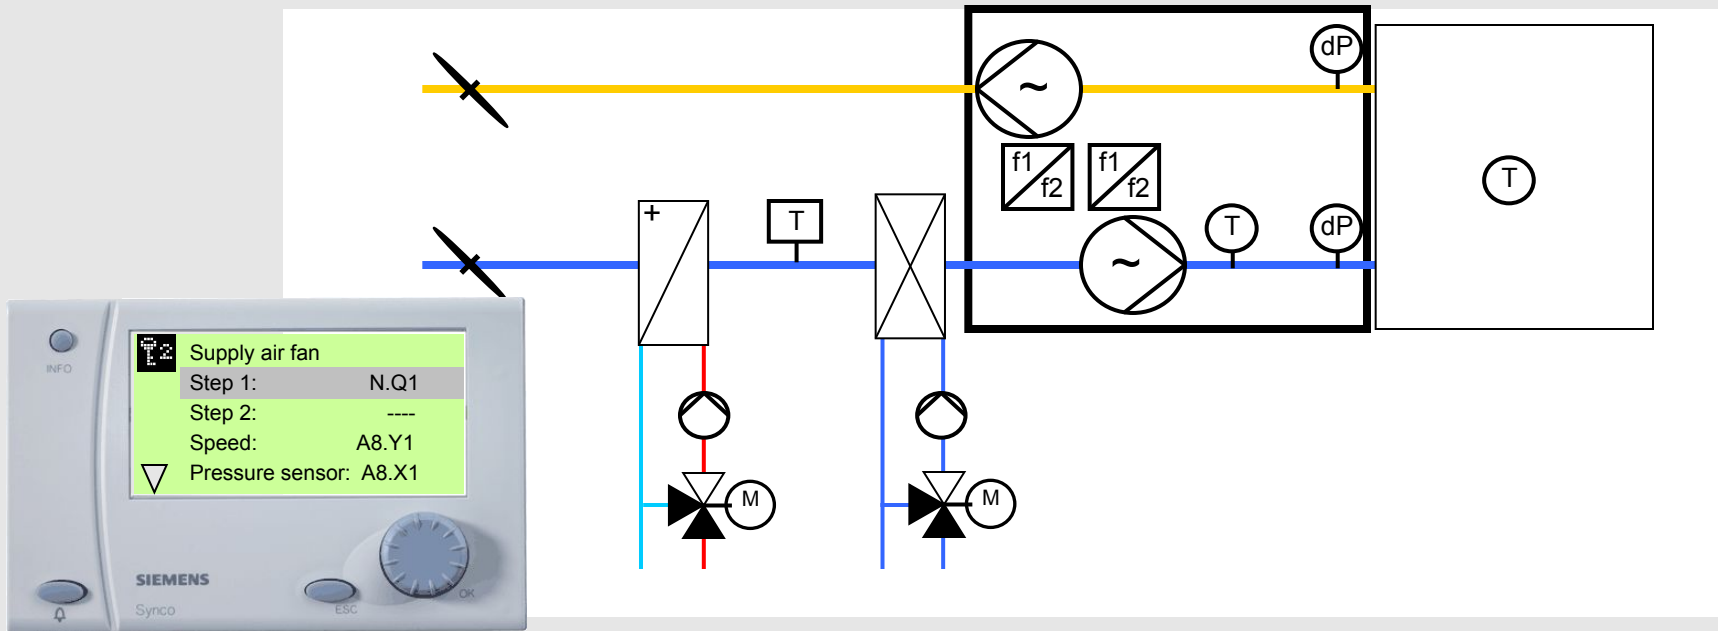 dP
~
f1
f2
f1
f2
T
+
T
T
dP
~
INFO
2
Supply air fan
Step 1: N.Q1
Step 2: ----
Speed: A8.Y1
Pressure sensor: A8.X1
M
M
SIEMENS
Synco
ESC
OK